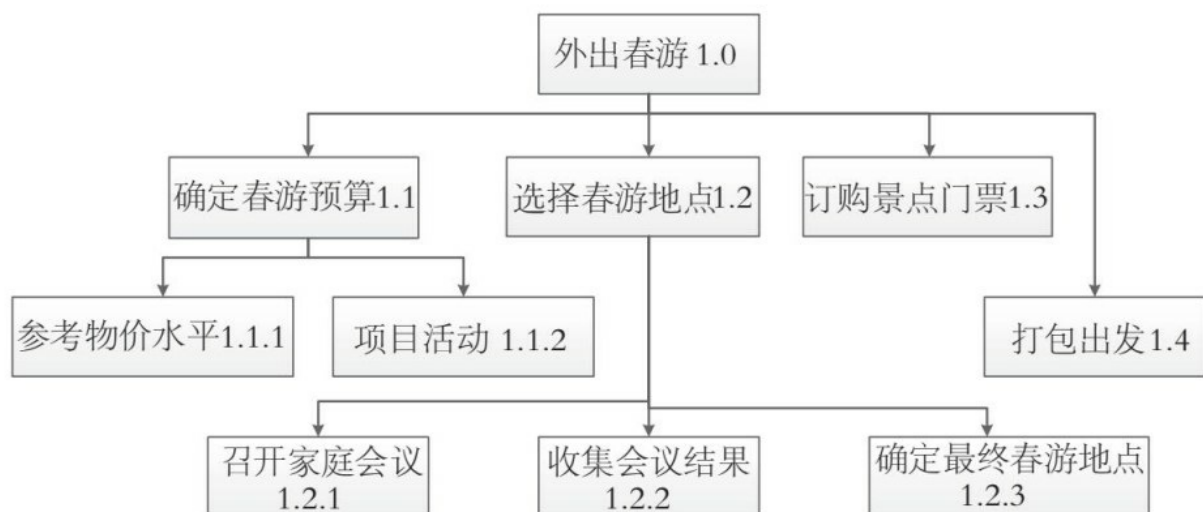 外出春游 1.0
确定春游预算1.1
选择春游地点1.2
订购景点门票1.3
参考物价水平1.1.1
项目活动 1.1.2
打包出发1.4
召开家庭会议
1.2.1
收集会议结果
1.2.2
确定最终春游地点
1.2.3